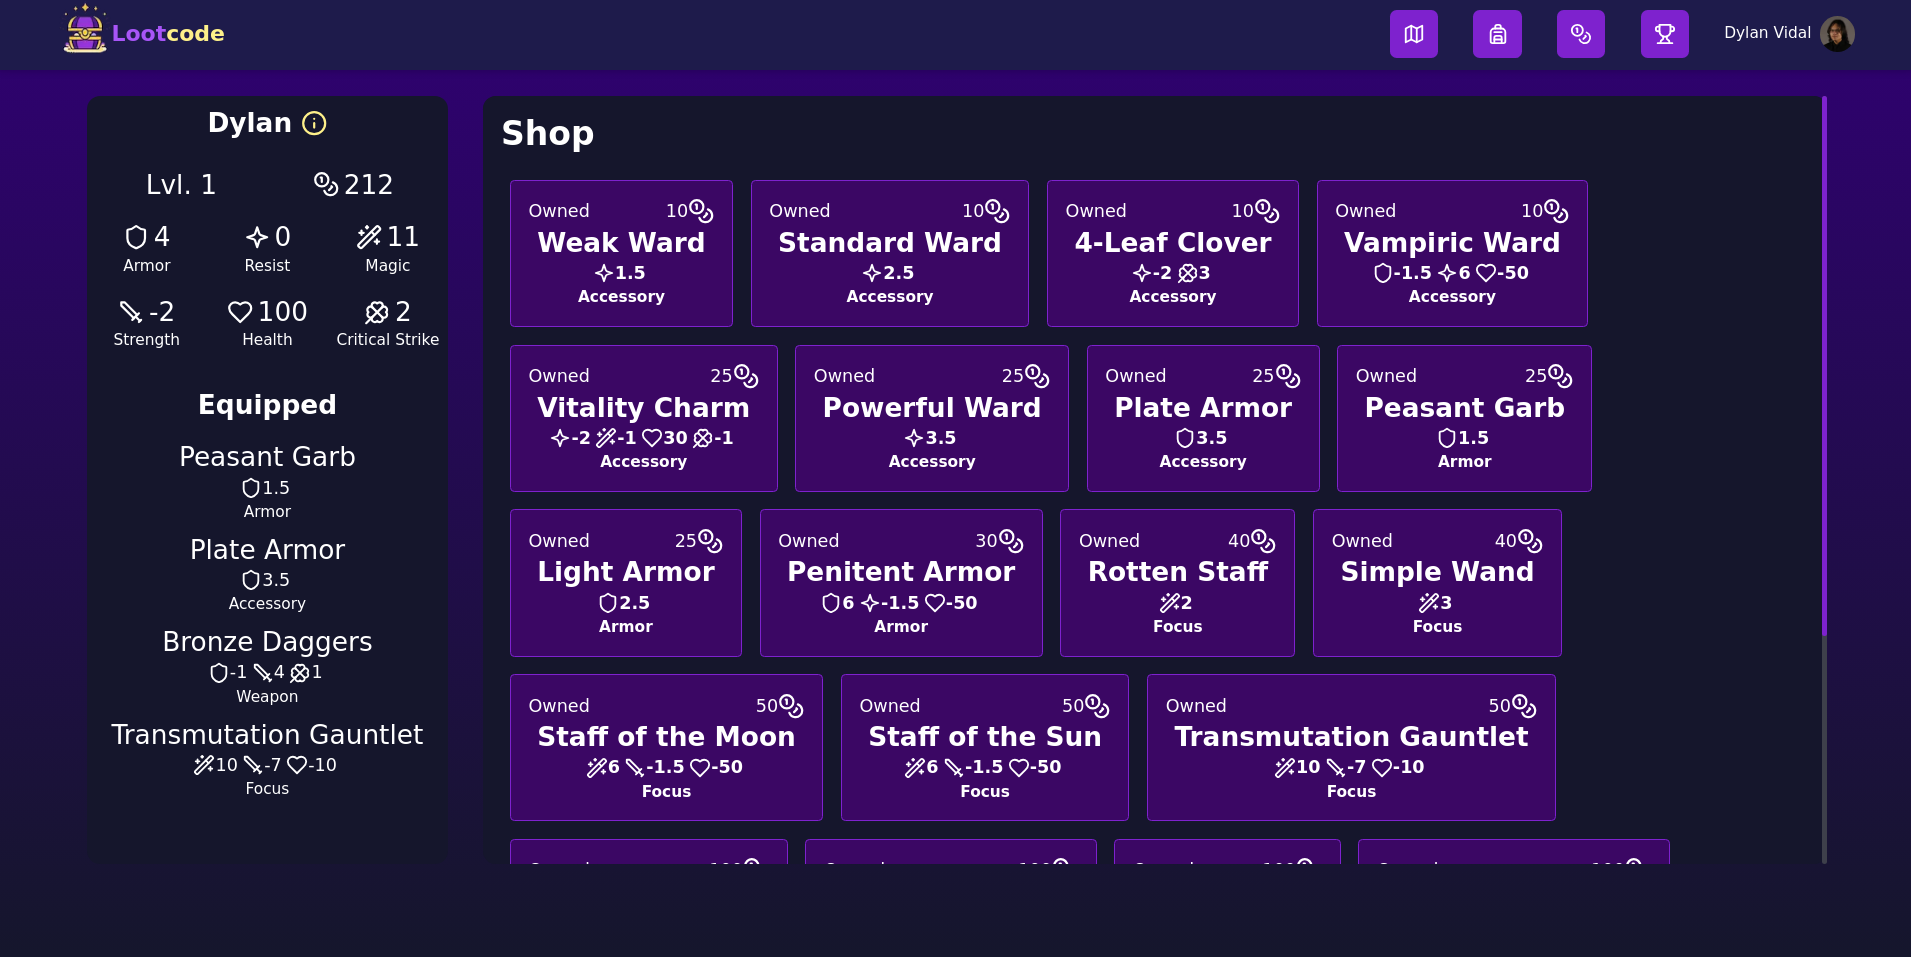 Lootcode
Dylan Vidal
Dylan
Lvl. 1 212
4 0 11
Armor Resist Magic
-2 100 2
Strength Health Critical Strike
Equipped
Peasant Garb
1.5
Armor
Plate Armor
3.5
Accessory
Bronze Daggers
-1 4 1
Weapon
Transmutation Gauntlet
10 -7 -10
Focus
Shop
Owned 10
Weak Ward
1.5
Accessory
Owned 10
Standard Ward
2.5
Accessory
Owned 10
4-Leaf Clover
-2 3
Accessory
Owned 10
Vampiric Ward
-1.5 6 -50
Accessory
Owned 25
Vitality Charm
-2 -1 30 -1
Accessory
Owned 25
Powerful Ward
3.5
Accessory
Owned 25
Plate Armor
3.5
Accessory
Owned 25
Peasant Garb
1.5
Armor
Owned 25
Light Armor
2.5
Armor
Owned 30
Penitent Armor
6 -1.5 -50
Armor
Owned 40
Rotten Staff
2
Focus
Owned 40
Simple Wand
3
Focus
Owned 50
Staff of the Moon
6 -1.5 -50
Focus
Owned 50
Staff of the Sun
6 -1.5 -50
Focus
Owned 50
Transmutation Gauntlet
10 -7 -10
Focus